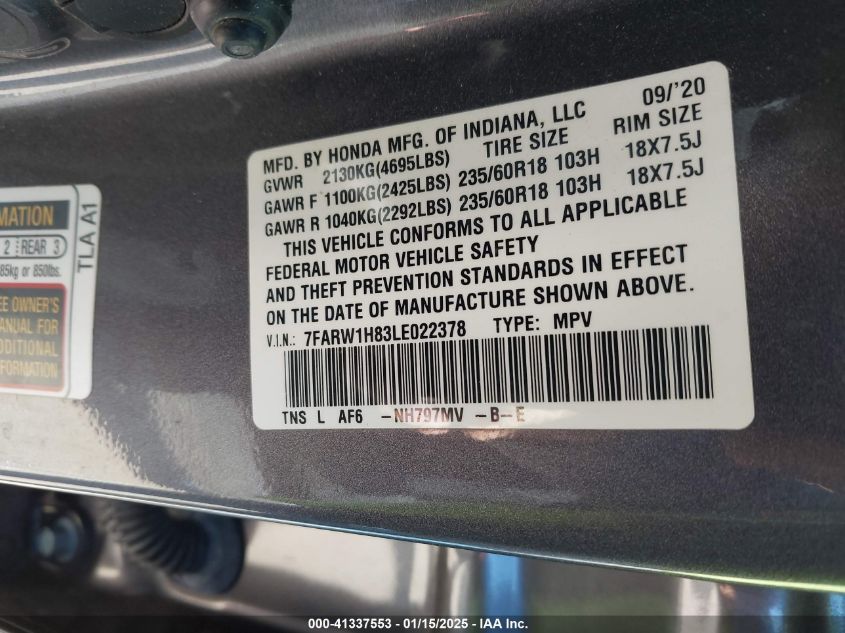 MFD. BY HONDA MFG. OF INDIANA, LLC 09/'20
GVWR 2130KG(4695LBS) TIRE SIZE RIM SIZE
GAWR F 1100KG(2425LBS) 235/60R18 103H 18X7.5J
GAWR R 1040KG(2292LBS) 235/60R18 103H 18X7.5J
THIS VEHICLE CONFORMS TO ALL APPLICABLE
FEDERAL MOTOR VEHICLE SAFETY
AND THEFT PREVENTION STANDARDS IN EFFECT
ON THE DATE OF MANUFACTURE SHOWN ABOVE.
V.I.N.: 7FARW1H83LE022378 TYPE: MPV
TNS L AF6 -NH797MV -B-E
MATION
2 REAR 3
85kg or 850lbs.
EE OWNER'S
ANUAL FOR
DDITIONAL
FORMATION
TLA A1
000-41337553 - 01/15/2025 - IAA Inc.